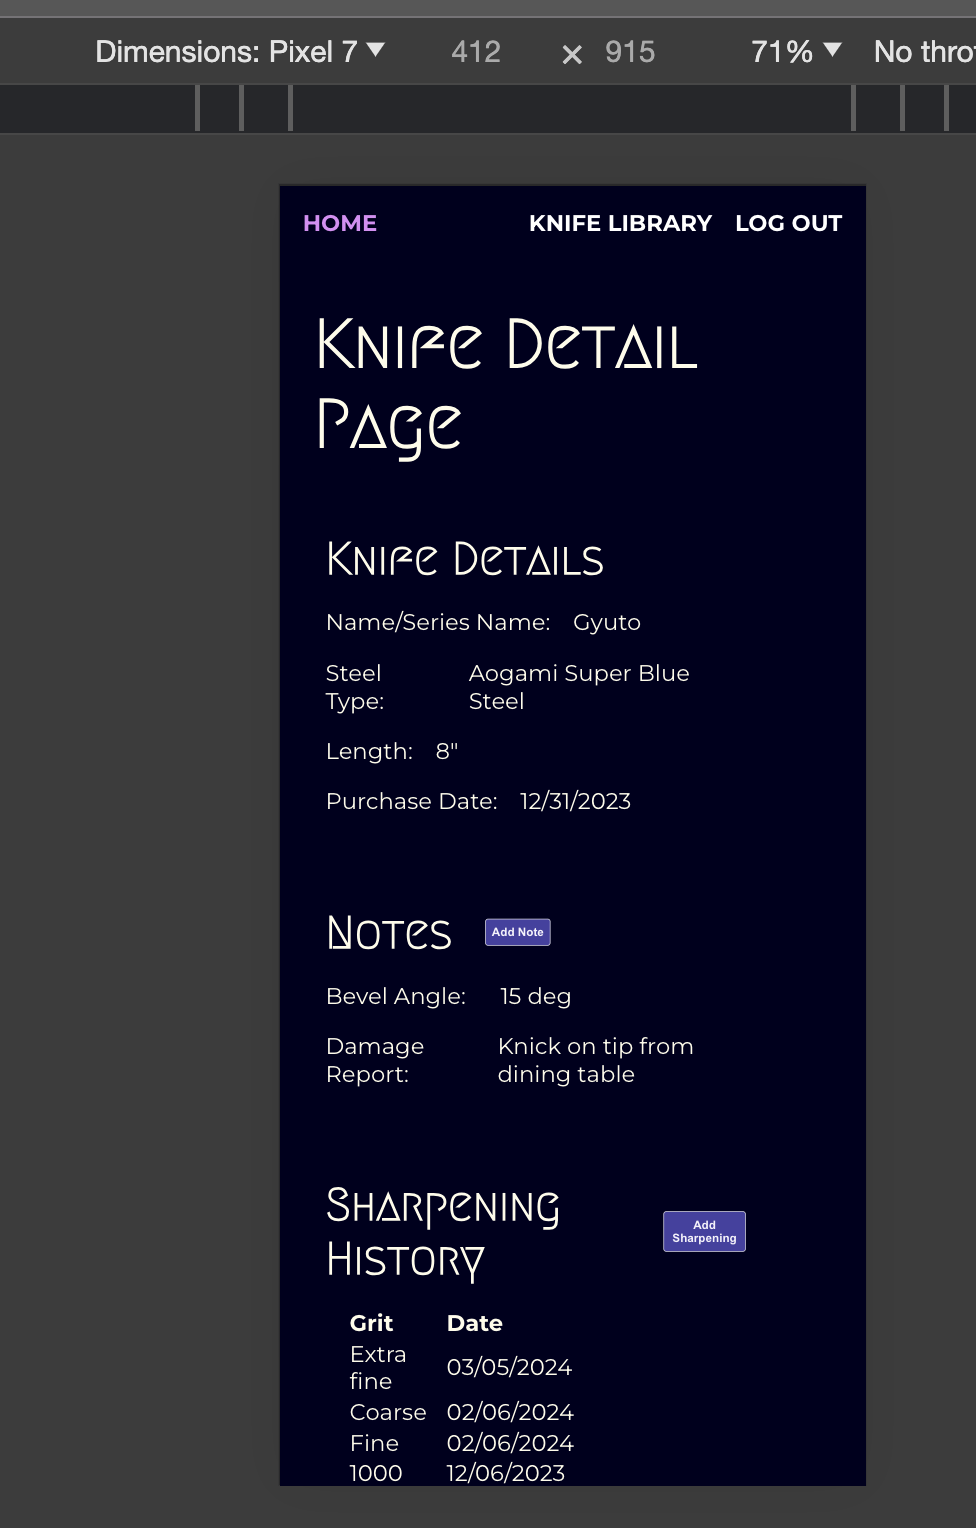 Dimensions: Pixel 7 ▼ 412 × 915 71% ▼ No thro
HOME KNIFE LIBRARY LOG OUT
Knife Detail
Page
Knife Details
Name/Series Name: Gyuto
Steel Type: Aogami Super Blue Steel
Length: 8"
Purchase Date: 12/31/2023
Notes Add Note
Bevel Angle: 15 deg
Damage Report: Knick on tip from dining table
Sharpening
History
Add
Sharpening
Grit Date
Extra fine 03/05/2024
Coarse 02/06/2024
Fine 02/06/2024
1000 12/06/2023